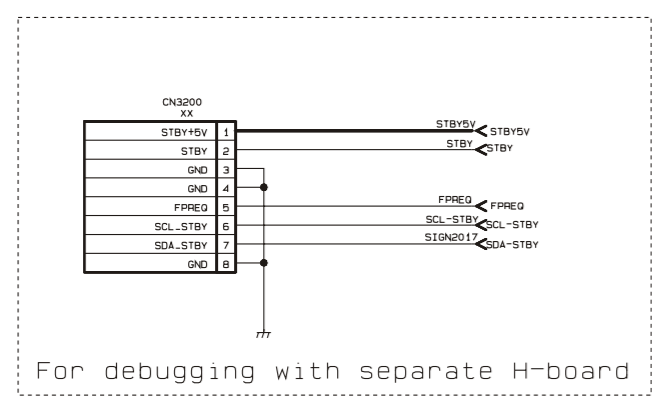 CN3200
XX
STBY+5V 1 STBY5V STBY5V
STBY 2 STBY STBY
GND 3
GND 4
FPREQ 5 FPREQ FPREQ
SCL_STBY 6 SCL-STBY SCL-STBY
SDA_STBY 7 SIGN2017 SDA-STBY
GND 8
For debugging with separate H-board